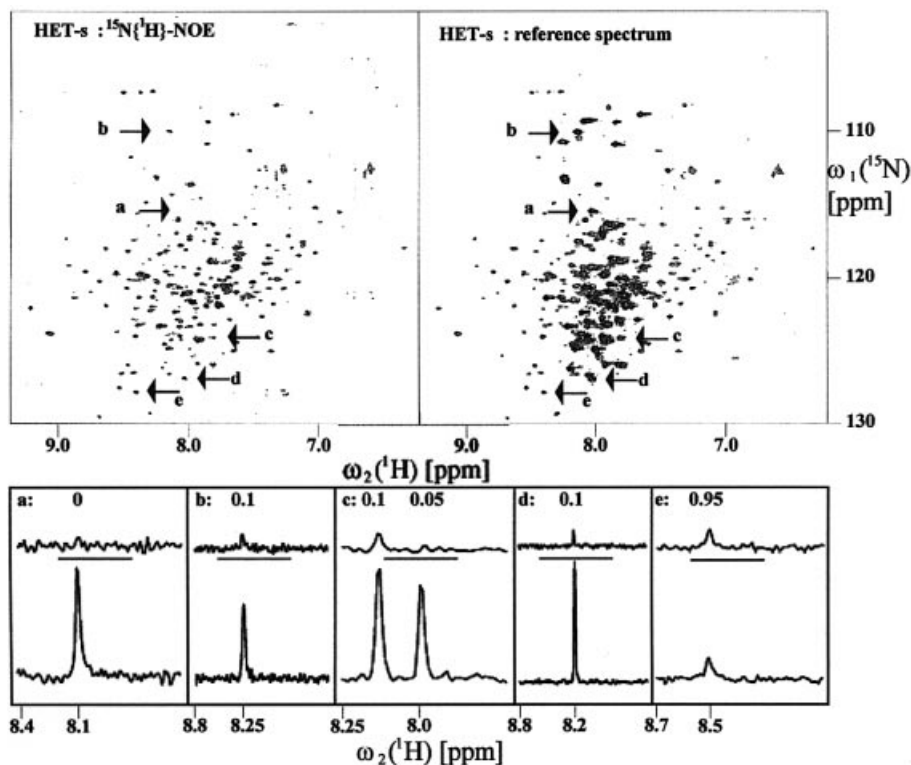 HET-s : ¹⁵N{¹H}-NOE
HET-s : reference spectrum
b
b
110
a
a
ω₁(¹⁵N)
[ppm]
120
c
c
d
d
e
e
130
9.0 8.0 7.0
9.0 8.0 7.0
ω₂(¹H) [ppm]
a: 0
b: 0.1
c: 0.1 0.05
d: 0.1
e: 0.95
8.4 8.1
8.8 8.25
8.25 8.0
8.8 8.2
8.7 8.5
ω₂(¹H) [ppm]